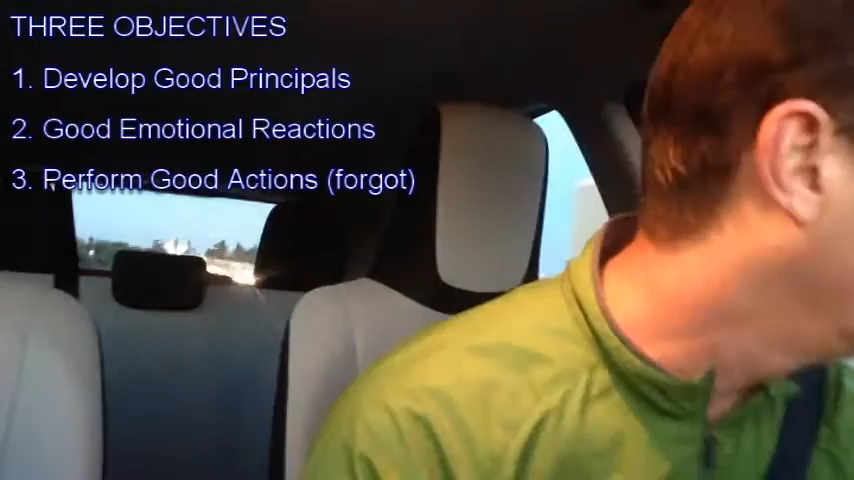 THREE OBJECTIVES
1. Develop Good Principals
2. Good Emotional Reactions
3. Perform Good Actions (forgot)